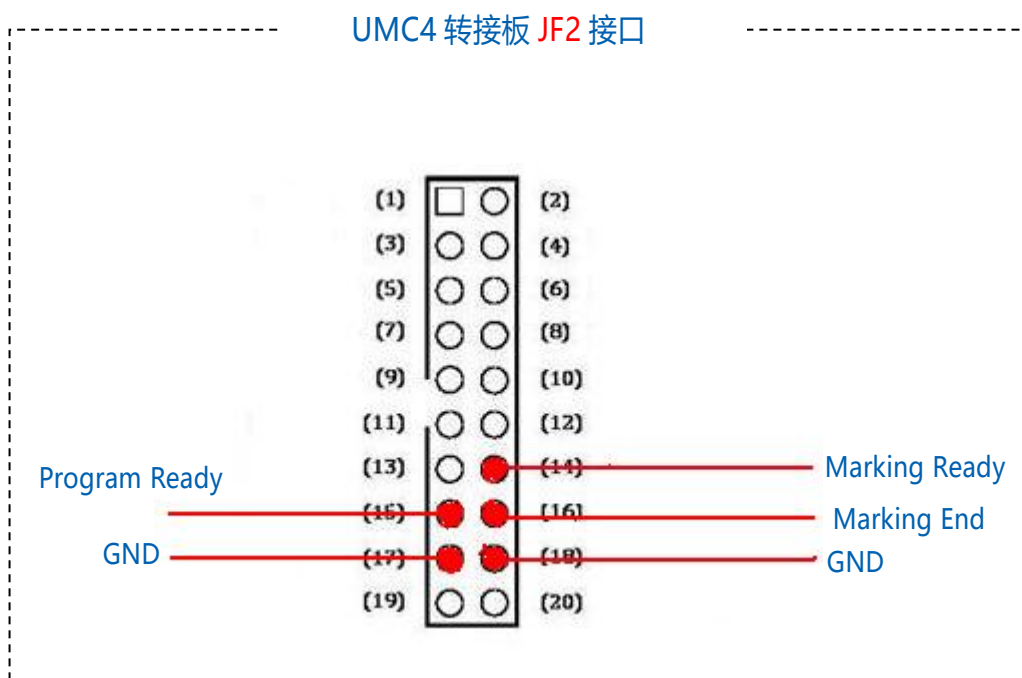 UMC4 转接板 JF2 接口
(1) (2)
(3) (4)
(5) (6)
(7) (8)
(9) (10)
(11) (12)
(13) (14) Marking Ready
Program Ready (15) (16) Marking End
GND (17) (18) GND
(19) (20)